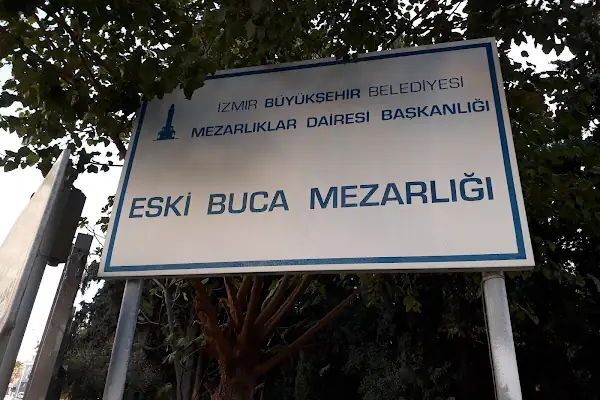 İZMİR BÜYÜKŞEHİR BELEDİYESİ
MEZARLIKLAR DAİRESİ BAŞKANLIĞI
ESKİ BUCA MEZARLIĞI